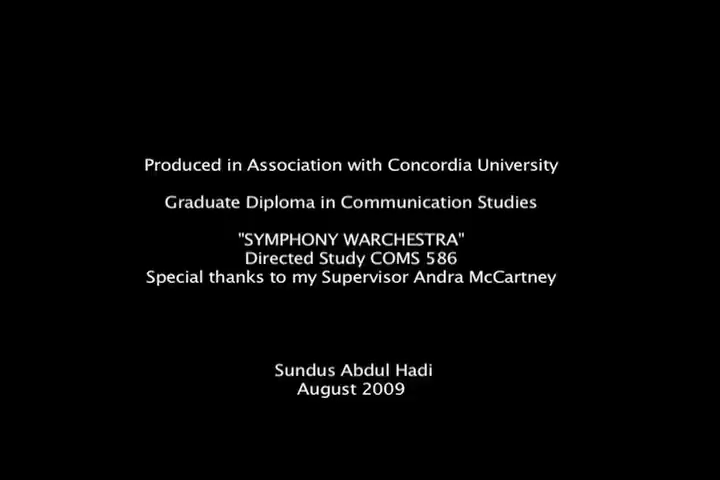 Produced in Association with Concordia University
Graduate Diploma in Communication Studies
"SYMPHONY WARCHESTRA"
Directed Study COMS 586
Special thanks to my Supervisor Andra McCartney
Sundus Abdul Hadi
August 2009